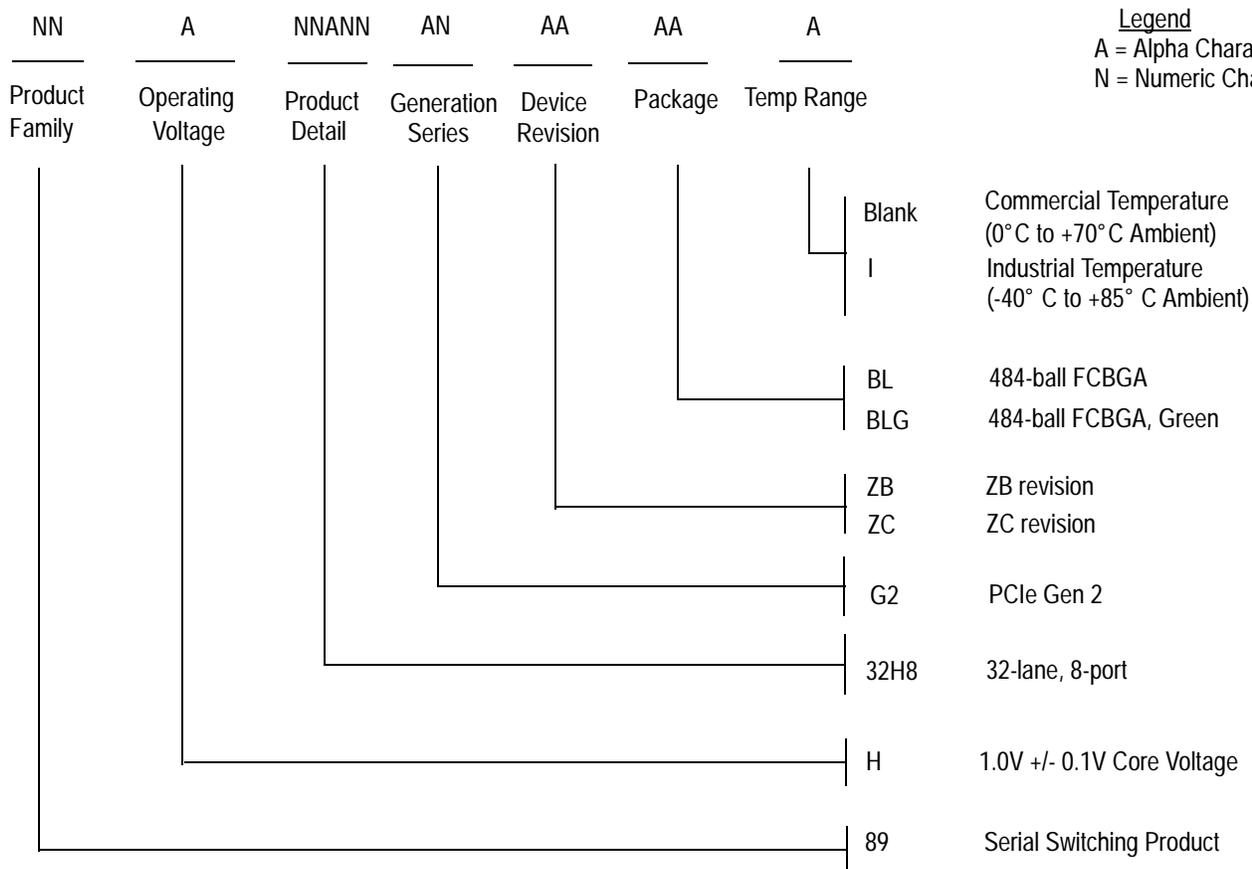 NN A NNANN AN AA AA A
Legend
A = Alpha
N = Numeric
Product Family
Operating Voltage
Product Detail
Generation Series
Device Revision
Package
Temp Range
Blank Commercial Temperature
(0°C to +70°C Ambient)
I Industrial Temperature
(-40° C to +85° C Ambient)
BL 484-ball FCBGA
BLG 484-ball FCBGA, Green
ZB ZB revision
ZC ZC revision
G2 PCIe Gen 2
32H8 32-lane, 8-port
H 1.0V +/- 0.1V Core Voltage
89 Serial Switching Product